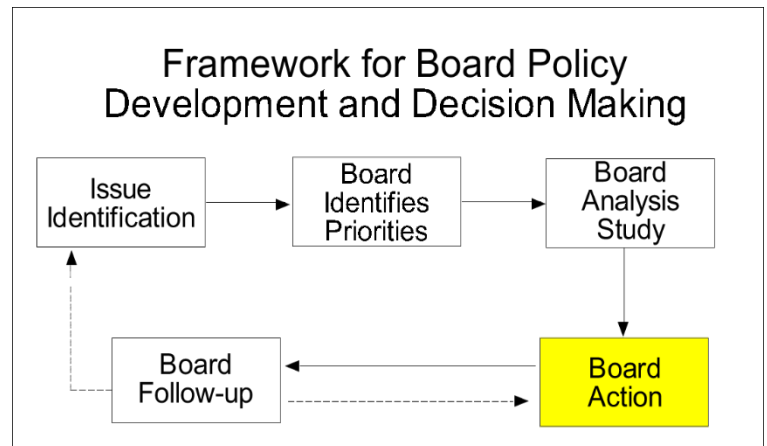 Framework for Board Policy
Development and Decision Making
Issue
Identification
Board
Identifies
Priorities
Board
Analysis
Study
Board
Follow-up
Board
Action